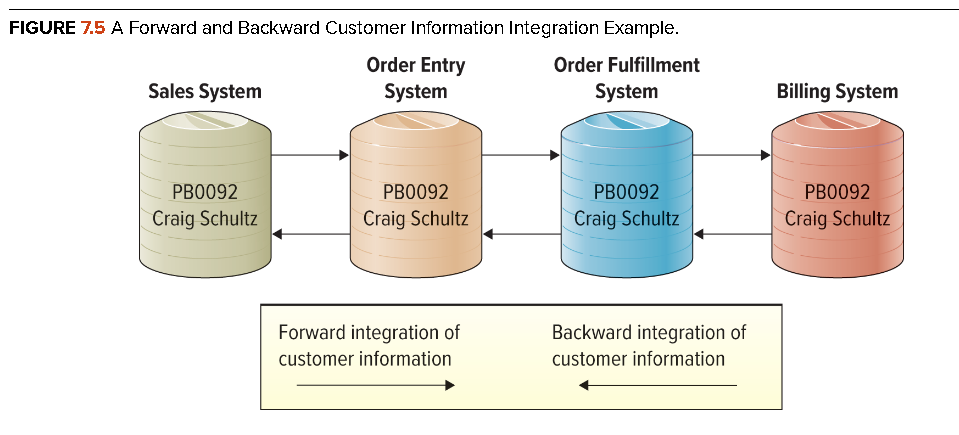 FIGURE 7.5 A Forward and Backward Customer Information Integration Example.
Sales System
Order Entry
System
Order Fulfillment
System
Billing System
PB0092
Craig Schultz
PB0092
Craig Schultz
PB0092
Craig Schultz
PB0092
Craig Schultz
Forward integration of
customer information
Backward integration of
customer information